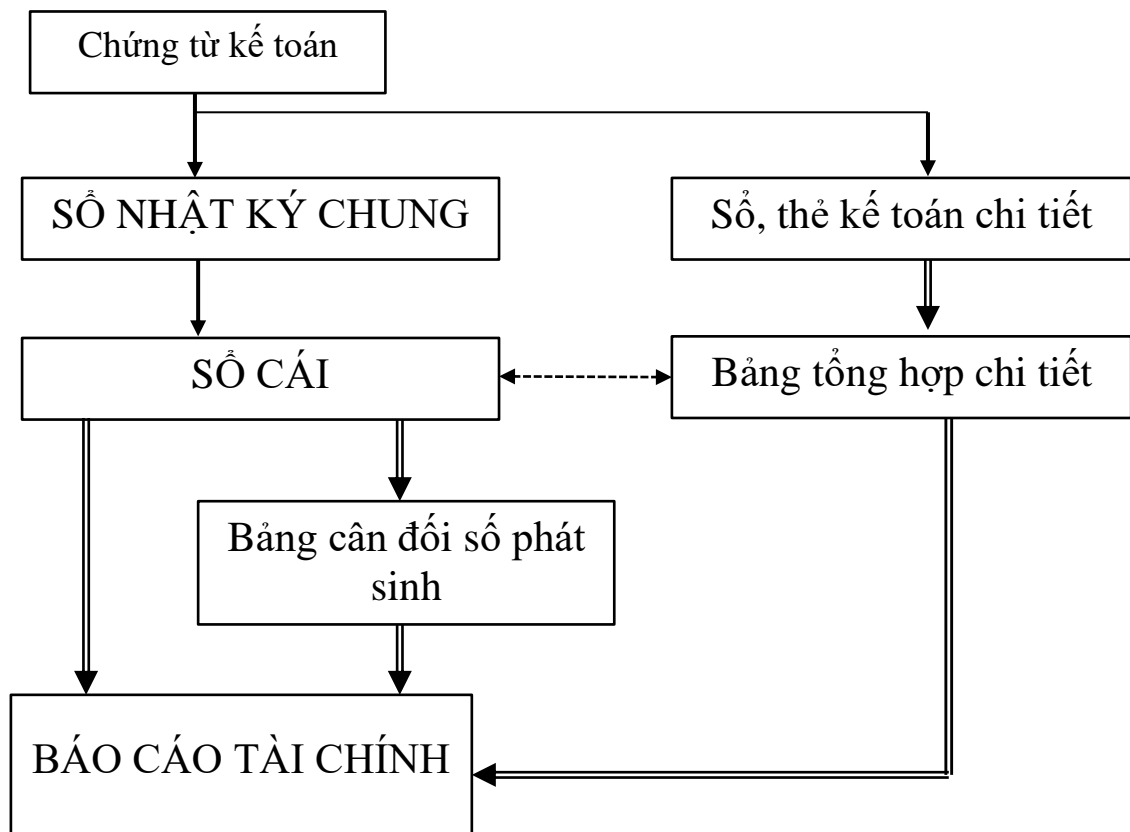 Chứng từ kế toán
SỔ NHẬT KÝ CHUNG
Sổ, thẻ kế toán chi tiết
SỔ CÁI
Bảng tổng hợp chi tiết
Bảng cân đối số phát
sinh
BÁO CÁO TÀI CHÍNH